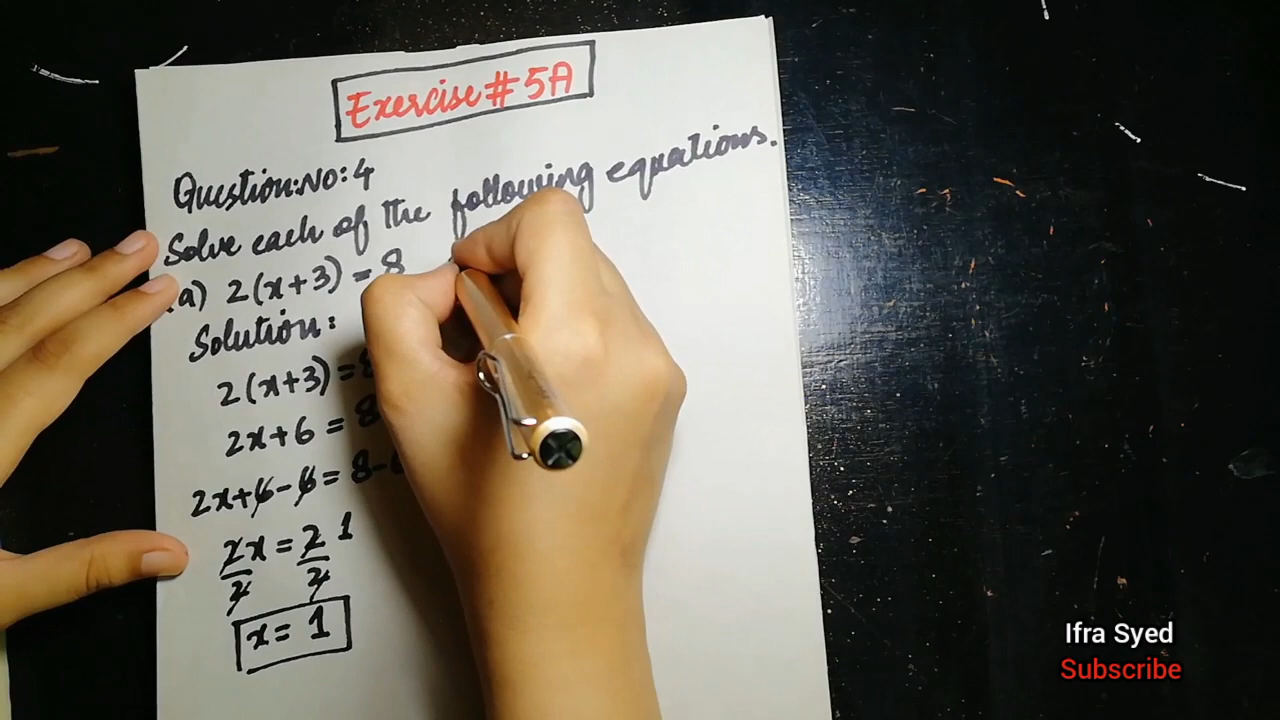 Exercise # 5A
Question:No:4
Solve each of the following equations.
(a) 2(x+3) = 8
Solution:
2(x+3) = 8
2x+6 = 8
2x+6-6 = 8-
2x = 2 1
2 2
x = 1
Ifra Syed
Subscribe